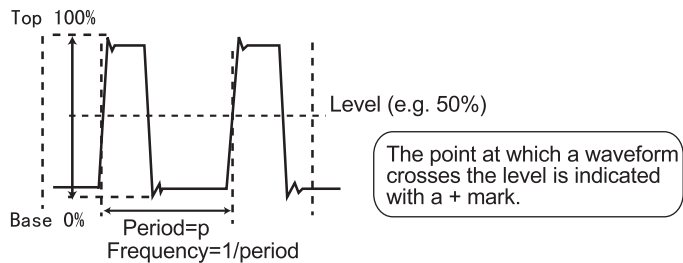 Top 100%
Level (e.g. 50%)
The point at which a waveform
crosses the level is indicated
with a + mark.
Base 0%
Period=p
Frequency=1/period